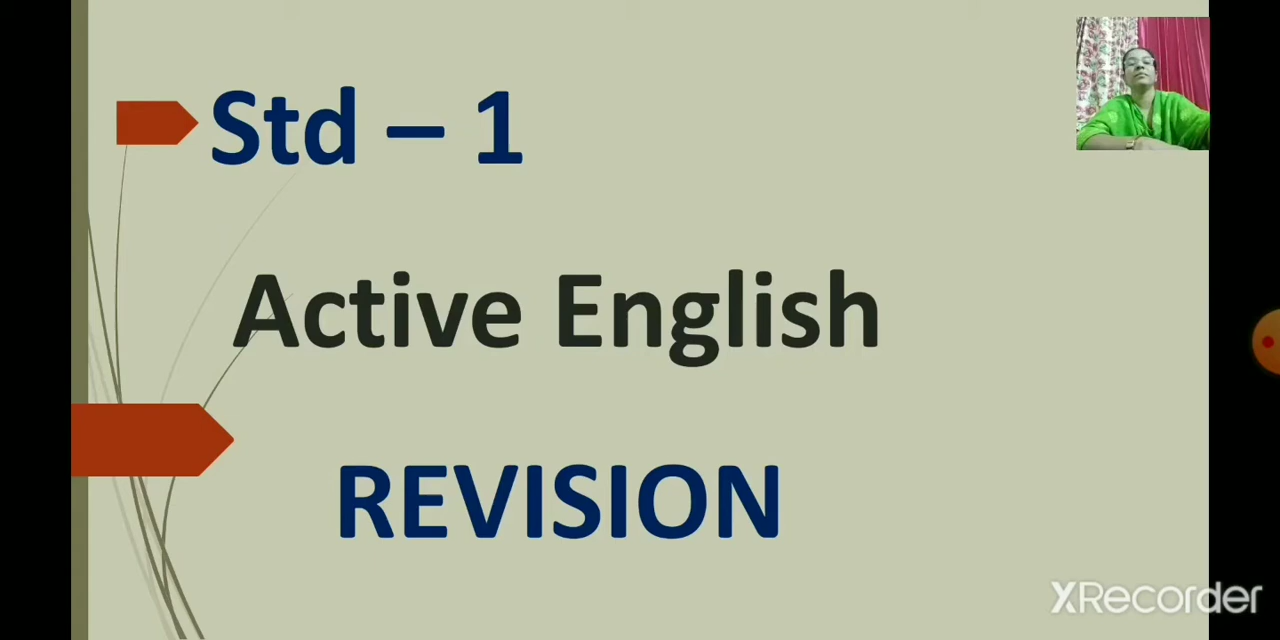 Std – 1
Active English
REVISION
XRecorder